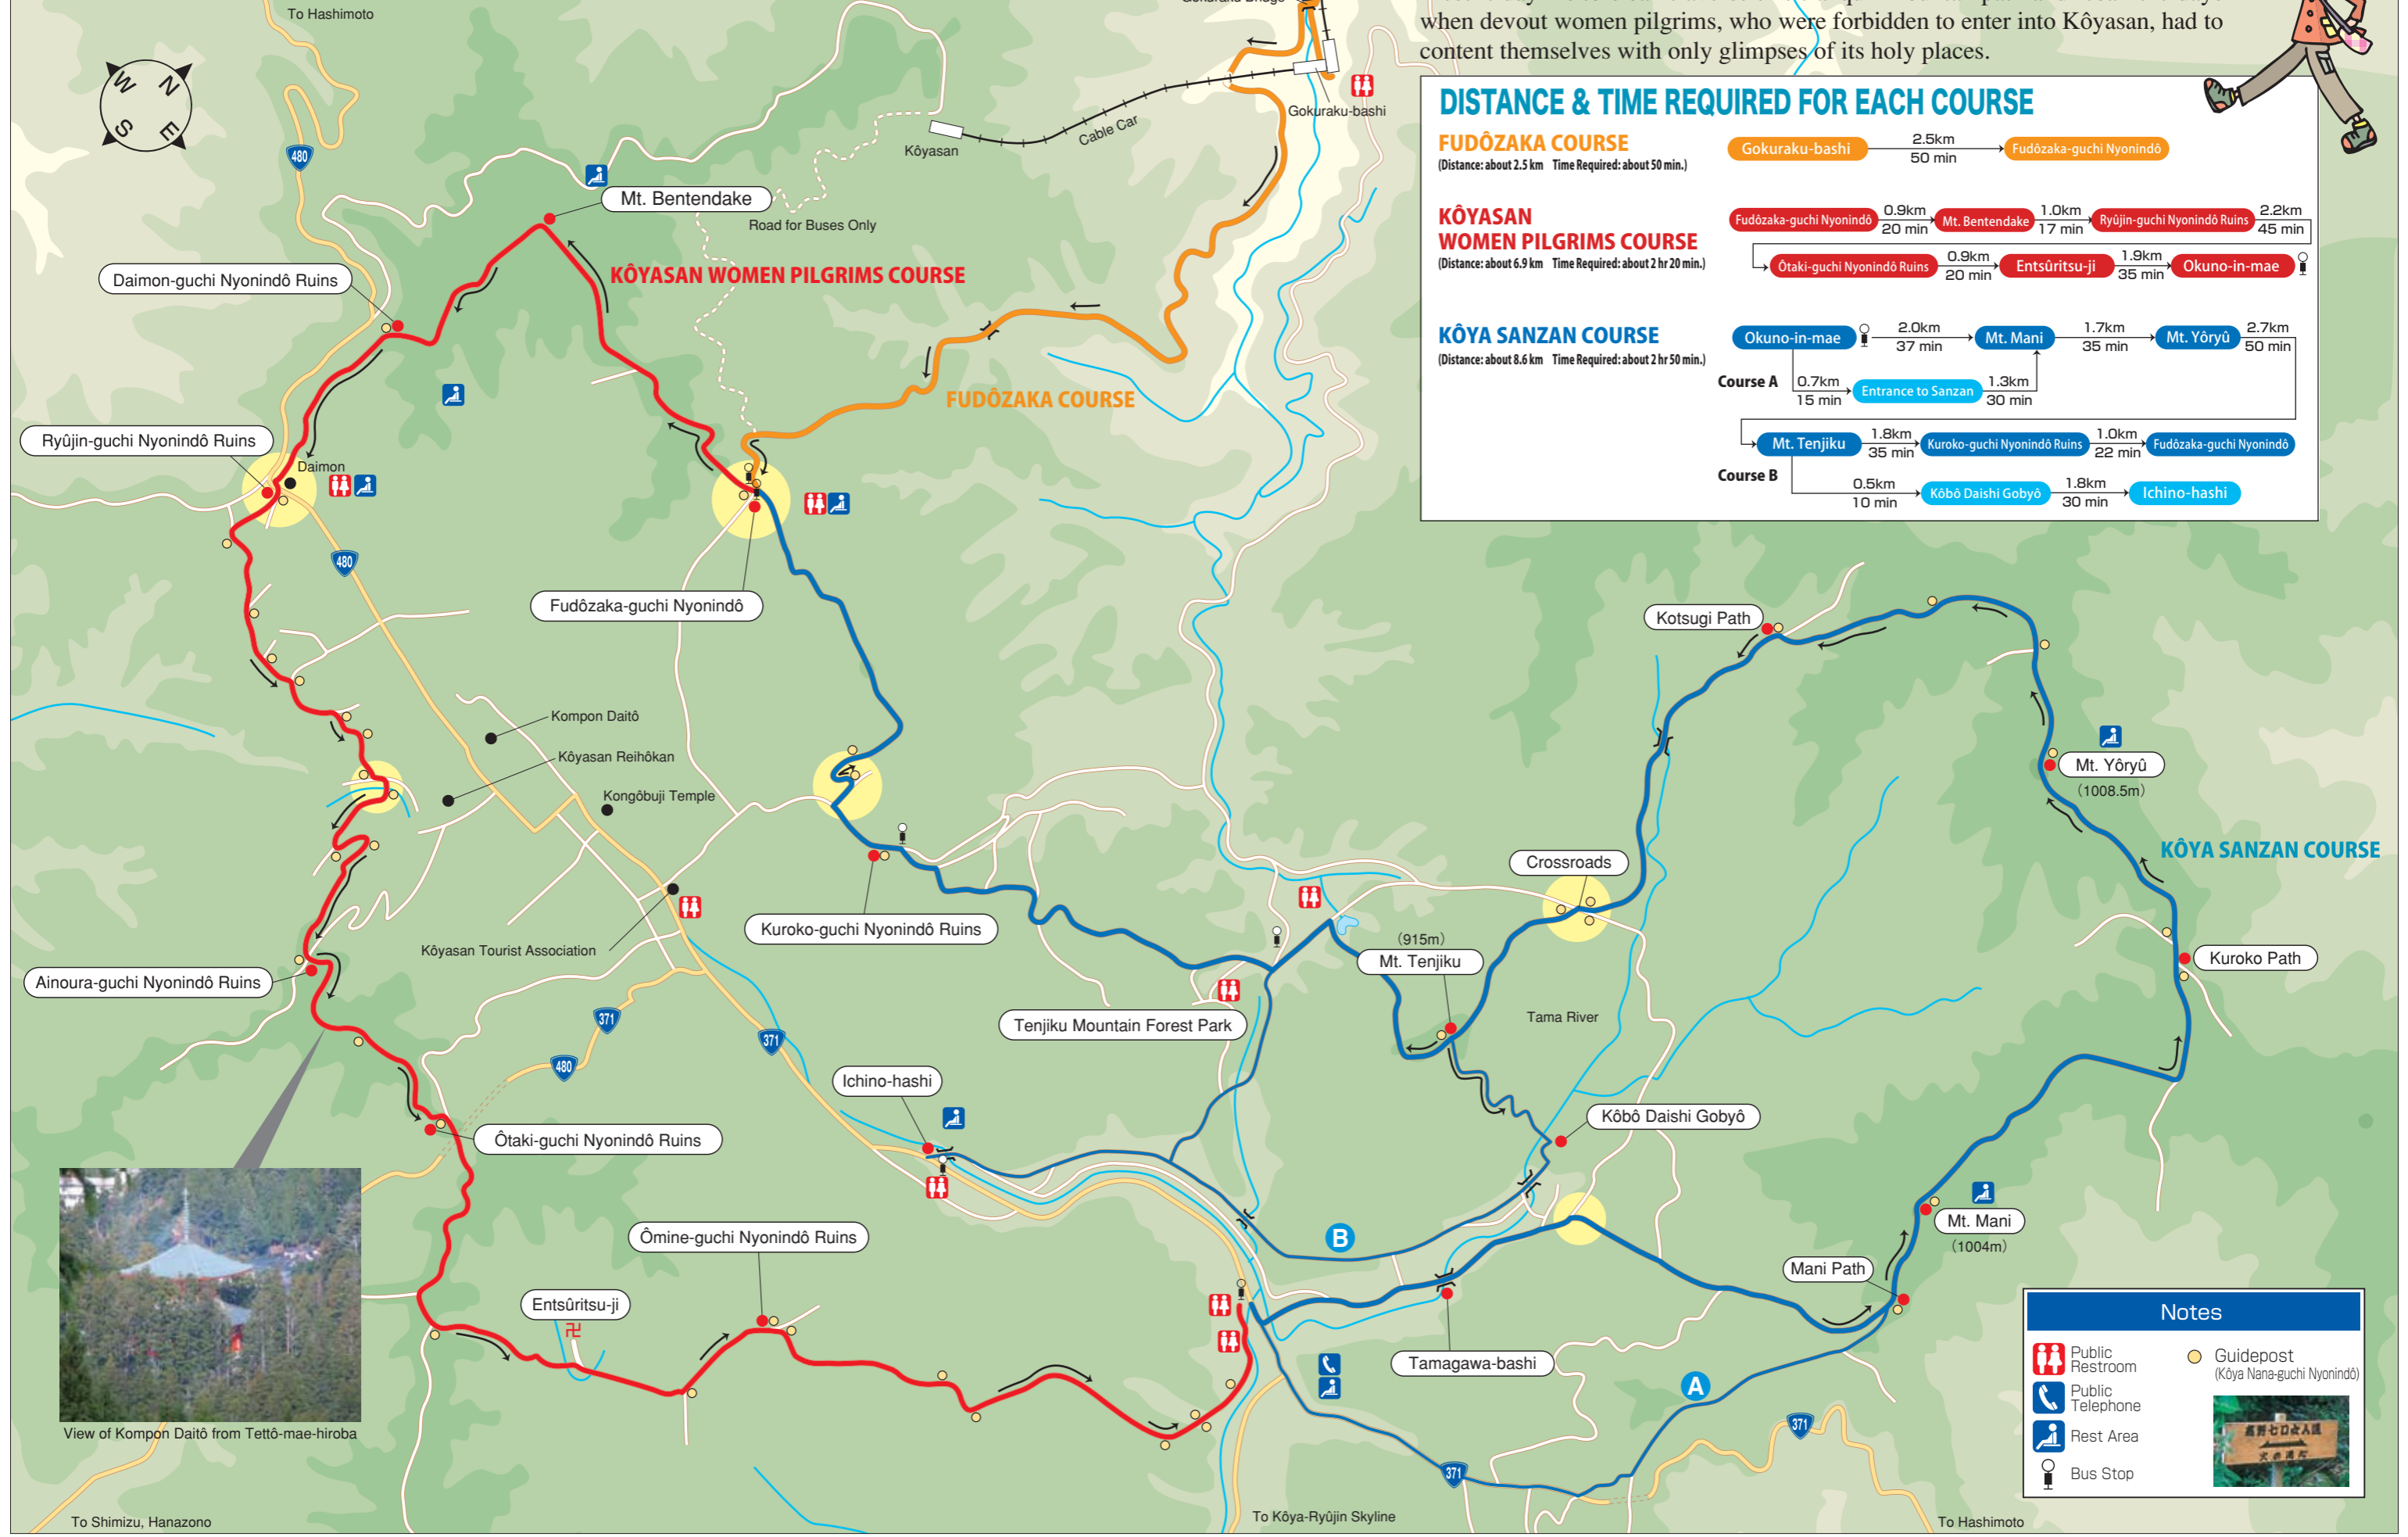 when devout women pilgrims, who were forbidden to enter into Kôyasan, had to
content themselves with only glimpses of its holy places.
DISTANCE & TIME REQUIRED FOR EACH COURSE
FUDÔZAKA COURSE
(Distance: about 2.5 km Time Required: about 50 min.)
Gokuraku-bashi 2.5km 50 min Fudôzaka-guchi Nyonindô
KÔYASAN
WOMEN PILGRIMS COURSE
(Distance: about 6.9 km Time Required: about 2 hr 20 min.)
Fudôzaka-guchi Nyonindô 0.9km 20 min Mt. Bentendake 1.0km 17 min Ryûjin-guchi Nyonindô Ruins 2.2km 45 min
Ôtaki-guchi Nyonindô Ruins 0.9km 20 min Entsûritsu-ji 1.9km 35 min Okuno-in-mae
KÔYA SANZAN COURSE
(Distance: about 8.6 km Time Required: about 2 hr 50 min.)
Okuno-in-mae 2.0km 37 min Mt. Mani 1.7km 35 min Mt. Yôryû 2.7km 50 min
Course A 0.7km 15 min Entrance to Sanzan 1.3km 30 min
Mt. Tenjiku 1.8km 35 min Kuroko-guchi Nyonindô Ruins 1.0km 22 min Fudôzaka-guchi Nyonindô
Course B 0.5km 10 min Kôbô Daishi Gobyô 1.8km 30 min Ichino-hashi
To Hashimoto
W
N
S
E
480
Gokuraku-bashi
Cable Car
Kôyasan
Mt. Bentendake
Road for Buses Only
KÔYASAN WOMEN PILGRIMS COURSE
Daimon-guchi Nyonindô Ruins
FUDÔZAKA COURSE
Ryûjin-guchi Nyonindô Ruins
Daimon
480
Fudôzaka-guchi Nyonindô
Kotsugi Path
Kompon Daitô
Kôyasan Reihôkan
Kongôbuji Temple
Mt. Yôryû
(1008.5m)
KÔYA SANZAN COURSE
Crossroads
Kuroko-guchi Nyonindô Ruins
Kôyasan Tourist Association
(915m)
Mt. Tenjiku
Kuroko Path
Ainoura-guchi Nyonindô Ruins
371
371
480
Tenjiku Mountain Forest Park
Tama River
Ichino-hashi
Kôbô Daishi Gobyô
Ôtaki-guchi Nyonindô Ruins
Mt. Mani
(1004m)
Ômine-guchi Nyonindô Ruins
B
Mani Path
Entsûritsu-ji
卍
Tamagawa-bashi
A
371
371
View of Kompon Daitô from Tettô-mae-hiroba
To Shimizu, Hanazono
To Kôya-Ryûjin Skyline
To Hashimoto
Notes
Public
Restroom
Public
Telephone
Rest Area
Bus Stop
Guidepost
(Kôya Nana-guchi Nyonindô)